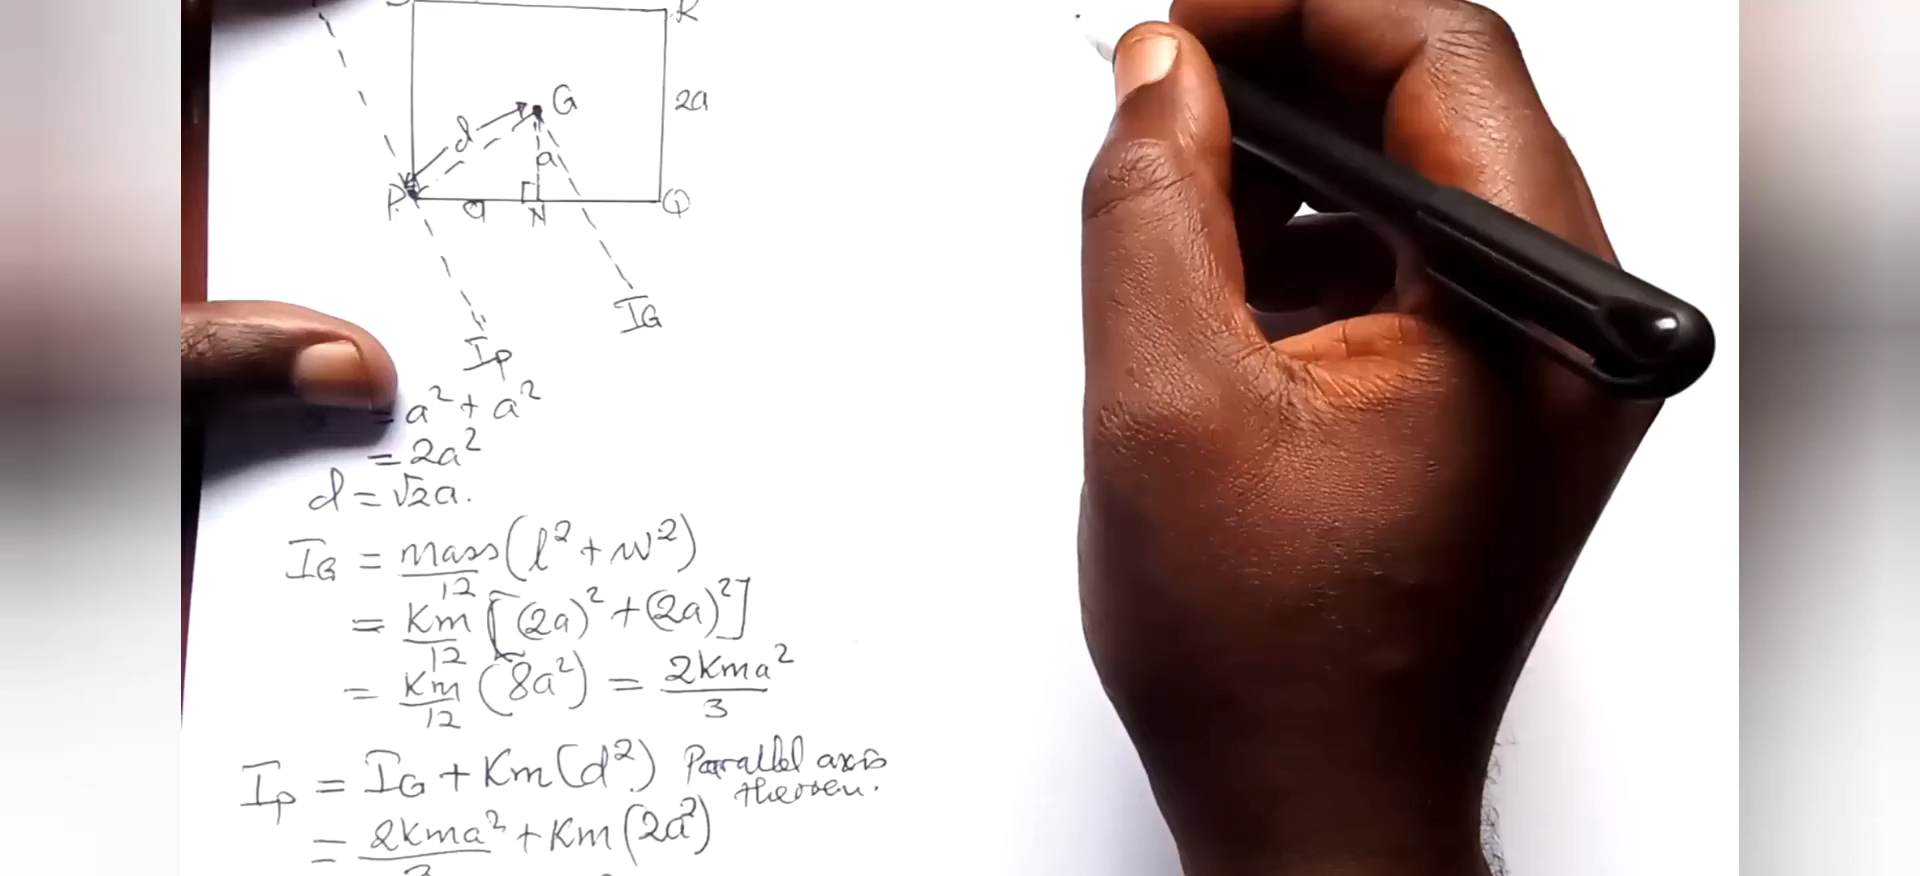 R
G
2a
d
a
P
a
N
Q
IG
Ip
= a² + a²
= 2a²
d = √2a.
IG = mass/12 (l² + w²)
= Km/12 [(2a)² + (2a)²]
= Km/12 (8a²) = 2Kma²/3
Ip = IG + Km(d²) Parallel axis
= 2Kma²/3 + Km(2a²)